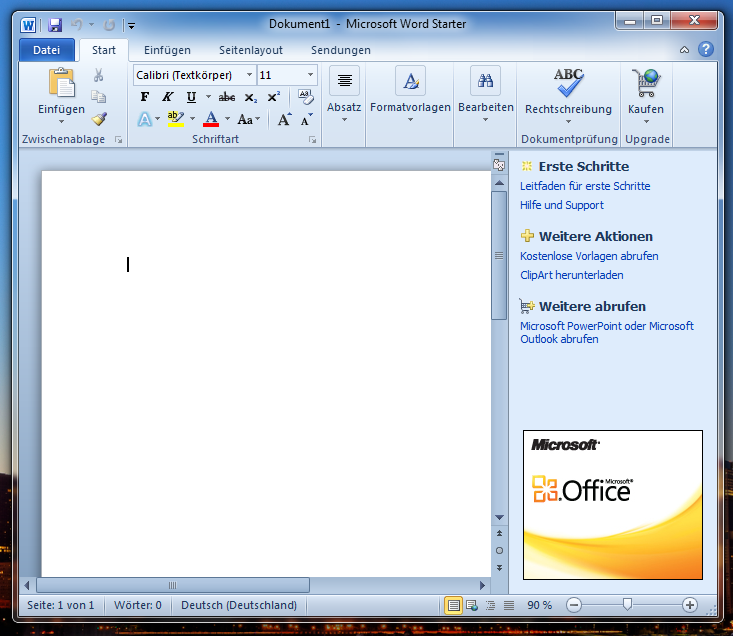 Dokument1 - Microsoft Word Starter
Datei Start Einfügen Seitenlayout Sendungen
Calibri (Textkörper) 11
Einfügen
F K U abc x₂ x²
A ab A Aa A A
Absatz Formatvorlagen Bearbeiten
ABC
Rechtschreibung Kaufen
Zwischenablage Schriftart Dokumentprüfung Upgrade
Erste Schritte
Leitfaden für erste Schritte
Hilfe und Support
Weitere Aktionen
Kostenlose Vorlagen abrufen
ClipArt herunterladen
Weitere abrufen
Microsoft PowerPoint oder Microsoft
Outlook abrufen
Microsoft®
Microsoft®
Office
Seite: 1 von 1 Wörter: 0 Deutsch (Deutschland) 90 %